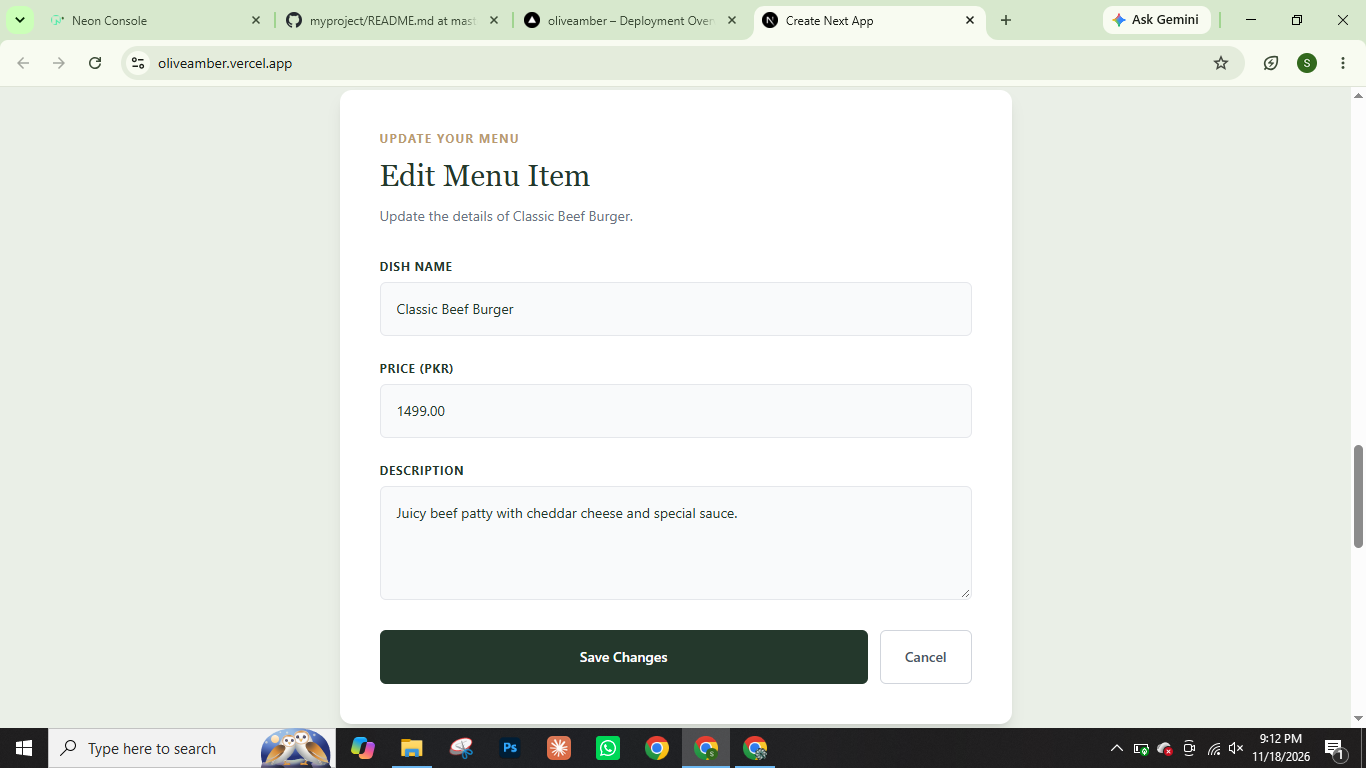 Neon Console
myproject/README.md at mast
oliveamber – Deployment Over
Create Next App
Ask Gemini
oliveamber.vercel.app
S
UPDATE YOUR MENU
Edit Menu Item
Update the details of Classic Beef Burger.
DISH NAME
Classic Beef Burger
PRICE (PKR)
1499.00
DESCRIPTION
Juicy beef patty with cheddar cheese and special sauce.
Save Changes
Cancel
Type here to search
Ps
9:12 PM
11/18/2026
1